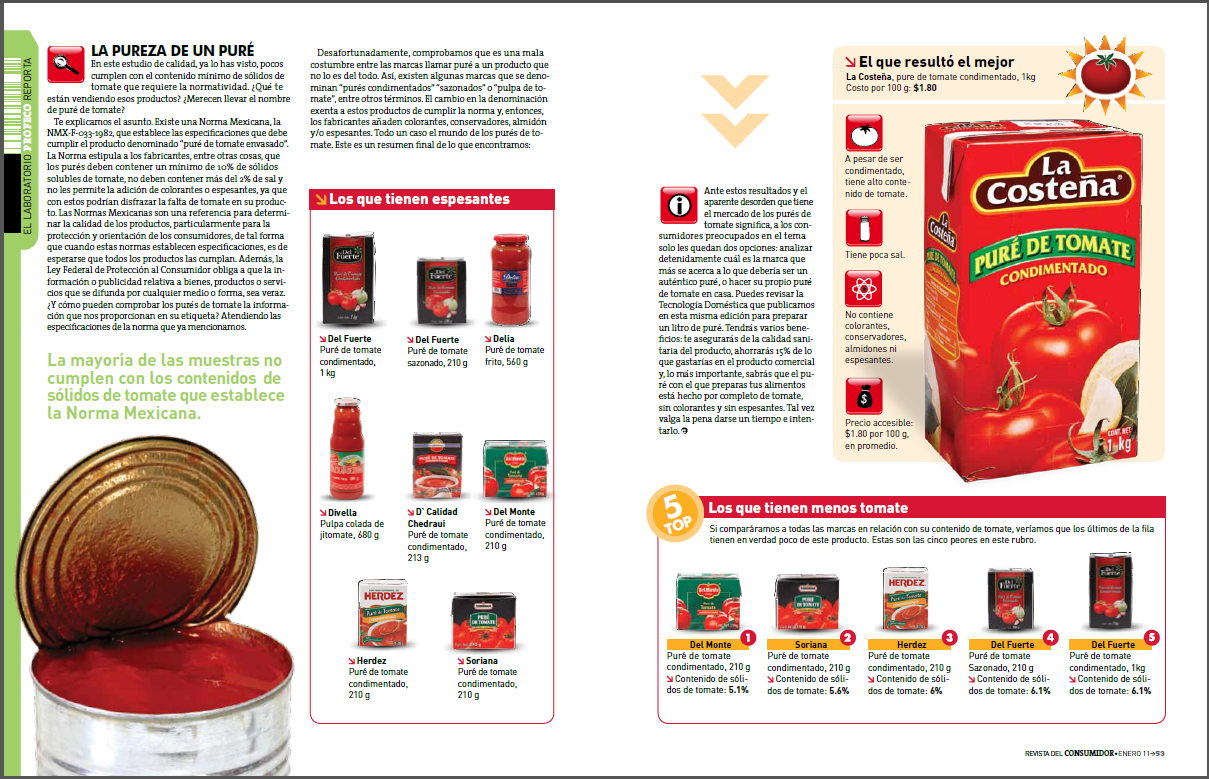 EL LABORATORIO PROFECO REPORTA
LA PUREZA DE UN PURÉ
En este estudio de calidad, ya lo has visto, pocos
cumplen con el contenido mínimo de sólidos
de tomate que requiere la normatividad. ¿Qué te
están vendiendo esos productos? ¿Merecen llevar el nombre
de puré de tomate?
Te explicamos el asunto. Existe una Norma Mexicana, la
NMX-F-033-1982, que establece las especificaciones que debe
cumplir el producto denominado “puré de tomate envasado”.
La Norma estipula a los fabricantes, entre otras cosas, que
los purés deben contener un mínimo de 10% de sólidos
solubles de tomate, no deben contener más del 2% de sal y
no les permite la adición de colorantes o espesantes, ya que
con estos podrían disfrazar la falta de tomate en su produc-
to. Las Normas Mexicanas son una referencia para determi-
nar la calidad de los productos, particularmente para la
protección y orientación de los consumidores, de tal forma
que cuando estas normas establecen especificaciones, es de
esperarse que todos los productos las cumplan. Además, la
Ley Federal de Protección al Consumidor obliga a que la in-
formación o publicidad relativa a bienes, productos o servi-
cios que se difunda por cualquier medio o forma, sea veraz.
¿Y cómo pueden comprobar los purés de tomate la informa-
ción que nos proporcionan en su etiqueta? Atendiendo las
especificaciones de la norma que ya mencionamos.
La mayoría de las muestras no
cumplen con los contenidos de
sólidos de tomate que establece
la Norma Mexicana.
Desafortunadamente, comprobamos que es una mala
costumbre entre las marcas llamar puré a un producto que
no lo es del todo. Así, existen algunas marcas que se deno-
minan “purés condimentados” “sazonados” o “pulpa de to-
mate”, entre otros términos. El cambio en la denominación
exenta a estos productos de cumplir la norma y, entonces,
los fabricantes añaden colorantes, conservadores, almidón
y/o espesantes. Todo un caso el mundo de los purés de to-
mate. Este es un resumen final de lo que encontramos:
Los que tienen espesantes
Del Fuerte
Puré de tomate
condimentado,
1 kg
Del Fuerte
Puré de tomate
sazonado, 210 g
Delia
Puré de tomate
frito, 560 g
Divella
Pulpa colada de
jitomate, 680 g
D` Calidad
Chedraui
Puré de tomate
condimentado,
213 g
Del Monte
Puré de tomate
condimentado,
210 g
Herdez
Puré de tomate
condimentado,
210 g
Soriana
Puré de tomate
condimentado,
210 g
Ante estos resultados y el
aparente desorden que tiene
el mercado de los purés de
tomate significa, a los con-
sumidores preocupados en el tema
solo les quedan dos opciones: analizar
detenidamente cuál es la marca que
más se acerca a lo que debería ser un
auténtico puré, o hacer su propio puré
de tomate en casa. Puedes revisar la
Tecnología Doméstica que publicamos
en esta misma edición para preparar
un litro de puré. Tendrás varios bene-
ficios: te asegurarás de la calidad sani-
taria del producto, ahorrarás 15% de lo
que gastarías en el producto comercial
y, lo más importante, sabrás que el pu-
ré con el que preparas tus alimentos
está hecho por completo de tomate,
sin colorantes y sin espesantes. Tal vez
valga la pena darse un tiempo e inten-
tarlo.
El que resultó el mejor
La Costeña, pure de tomate condimentado, 1kg
Costo por 100 g: $1.80
A pesar de ser
condimentado,
tiene alto conte-
nido de tomate.
Tiene poca sal.
No contiene
colorantes,
conservadores,
almidones ni
espesantes.
Precio accesible:
$1.80 por 100 g,
en promedio.
La
Costeña
PURÉ DE TOMATE
CONDIMENTADO
CONT. NET.
1 kg
5
TOP
Los que tienen menos tomate
Si comparáramos a todas las marcas en relación con su contenido de tomate, veríamos que los últimos de la fila
tienen en verdad poco de este producto. Estas son las cinco peores en este rubro.
Del Monte 1
Puré de tomate
condimentado, 210 g
Contenido de sóli-
dos de tomate: 5.1%
Soriana 2
Puré de tomate
condimentado, 210 g
Contenido de sóli-
dos de tomate: 5.6%
Herdez 3
Puré de tomate
condimentado, 210 g
Contenido de sóli-
dos de tomate: 6%
Del Fuerte 4
Puré de tomate
Sazonado, 210 g
Contenido de sóli-
dos de tomate: 6.1%
Del Fuerte 5
Puré de tomate
condimentado, 1kg
Contenido de sóli-
dos de tomate: 6.1%
REVISTA DEL CONSUMIDOR•ENERO 11>53